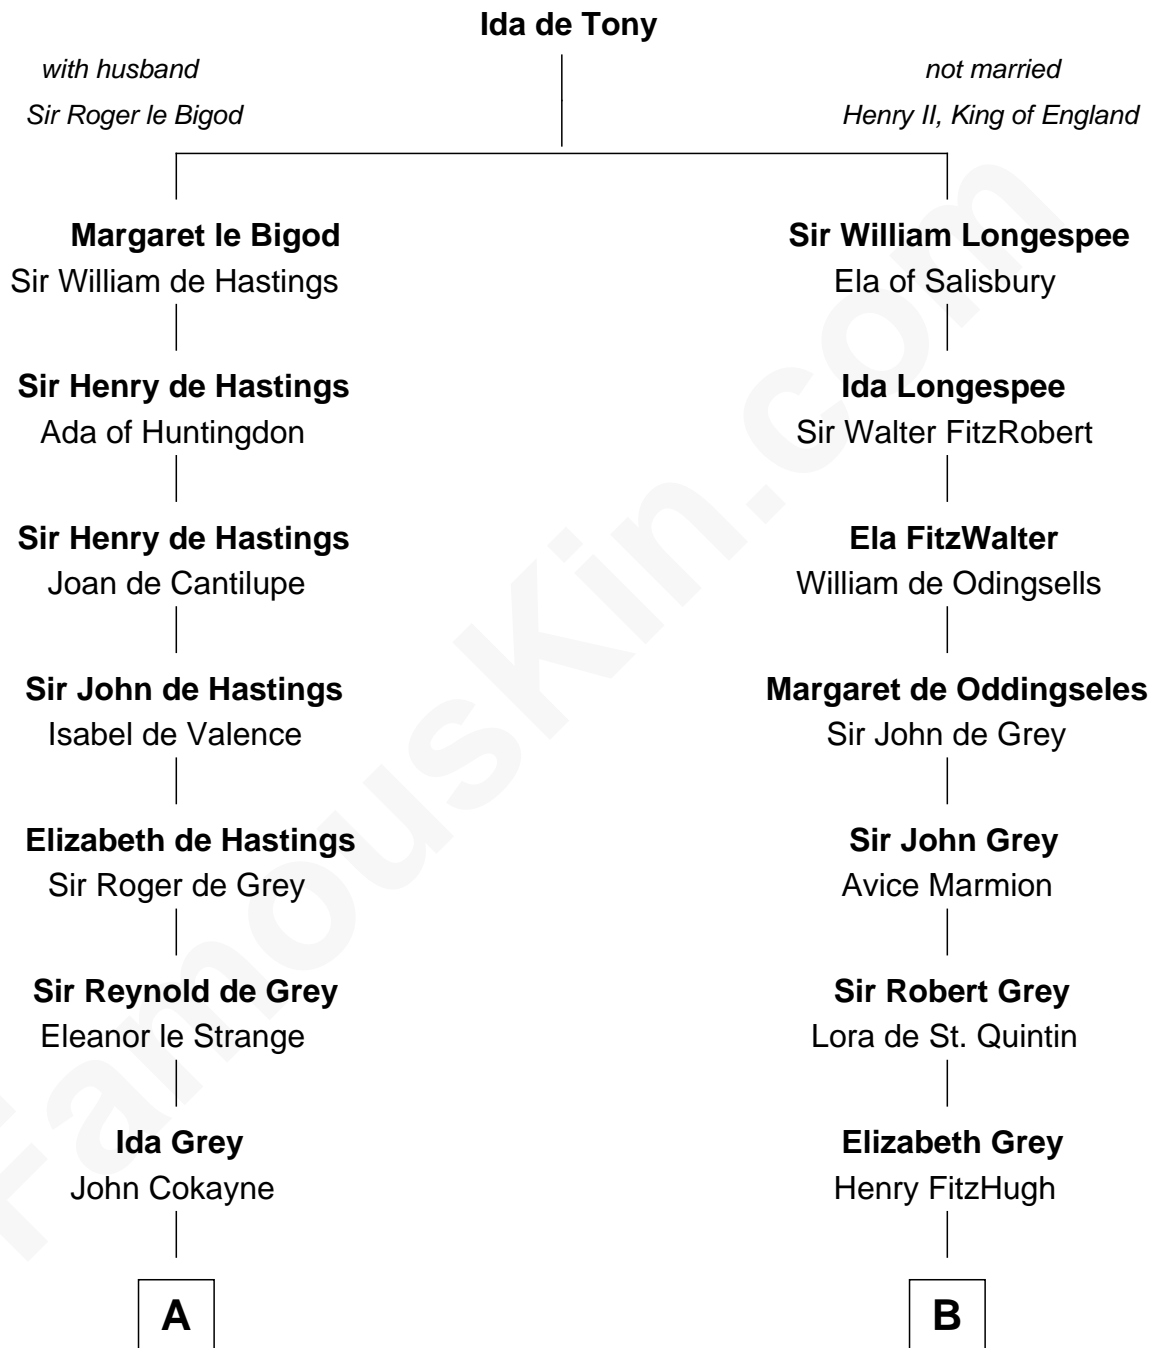 Ida de Tony
with husband
Sir Roger le Bigod
not married
Henry II, King of England
Margaret le Bigod
Sir William de Hastings
Sir William Longespee
Ela of Salisbury
Sir Henry de Hastings
Ada of Huntingdon
Ida Longespee
Sir Walter FitzRobert
Sir Henry de Hastings
Joan de Cantilupe
Ela FitzWalter
William de Odingsells
Sir John de Hastings
Isabel de Valence
Margaret de Oddingseles
Sir John de Grey
Elizabeth de Hastings
Sir Roger de Grey
Sir John Grey
Avice Marmion
Sir Reynold de Grey
Eleanor le Strange
Sir Robert Grey
Lora de St. Quintin
Ida Grey
John Cokayne
Elizabeth Grey
Henry FitzHugh
A
B
FamousKin.com